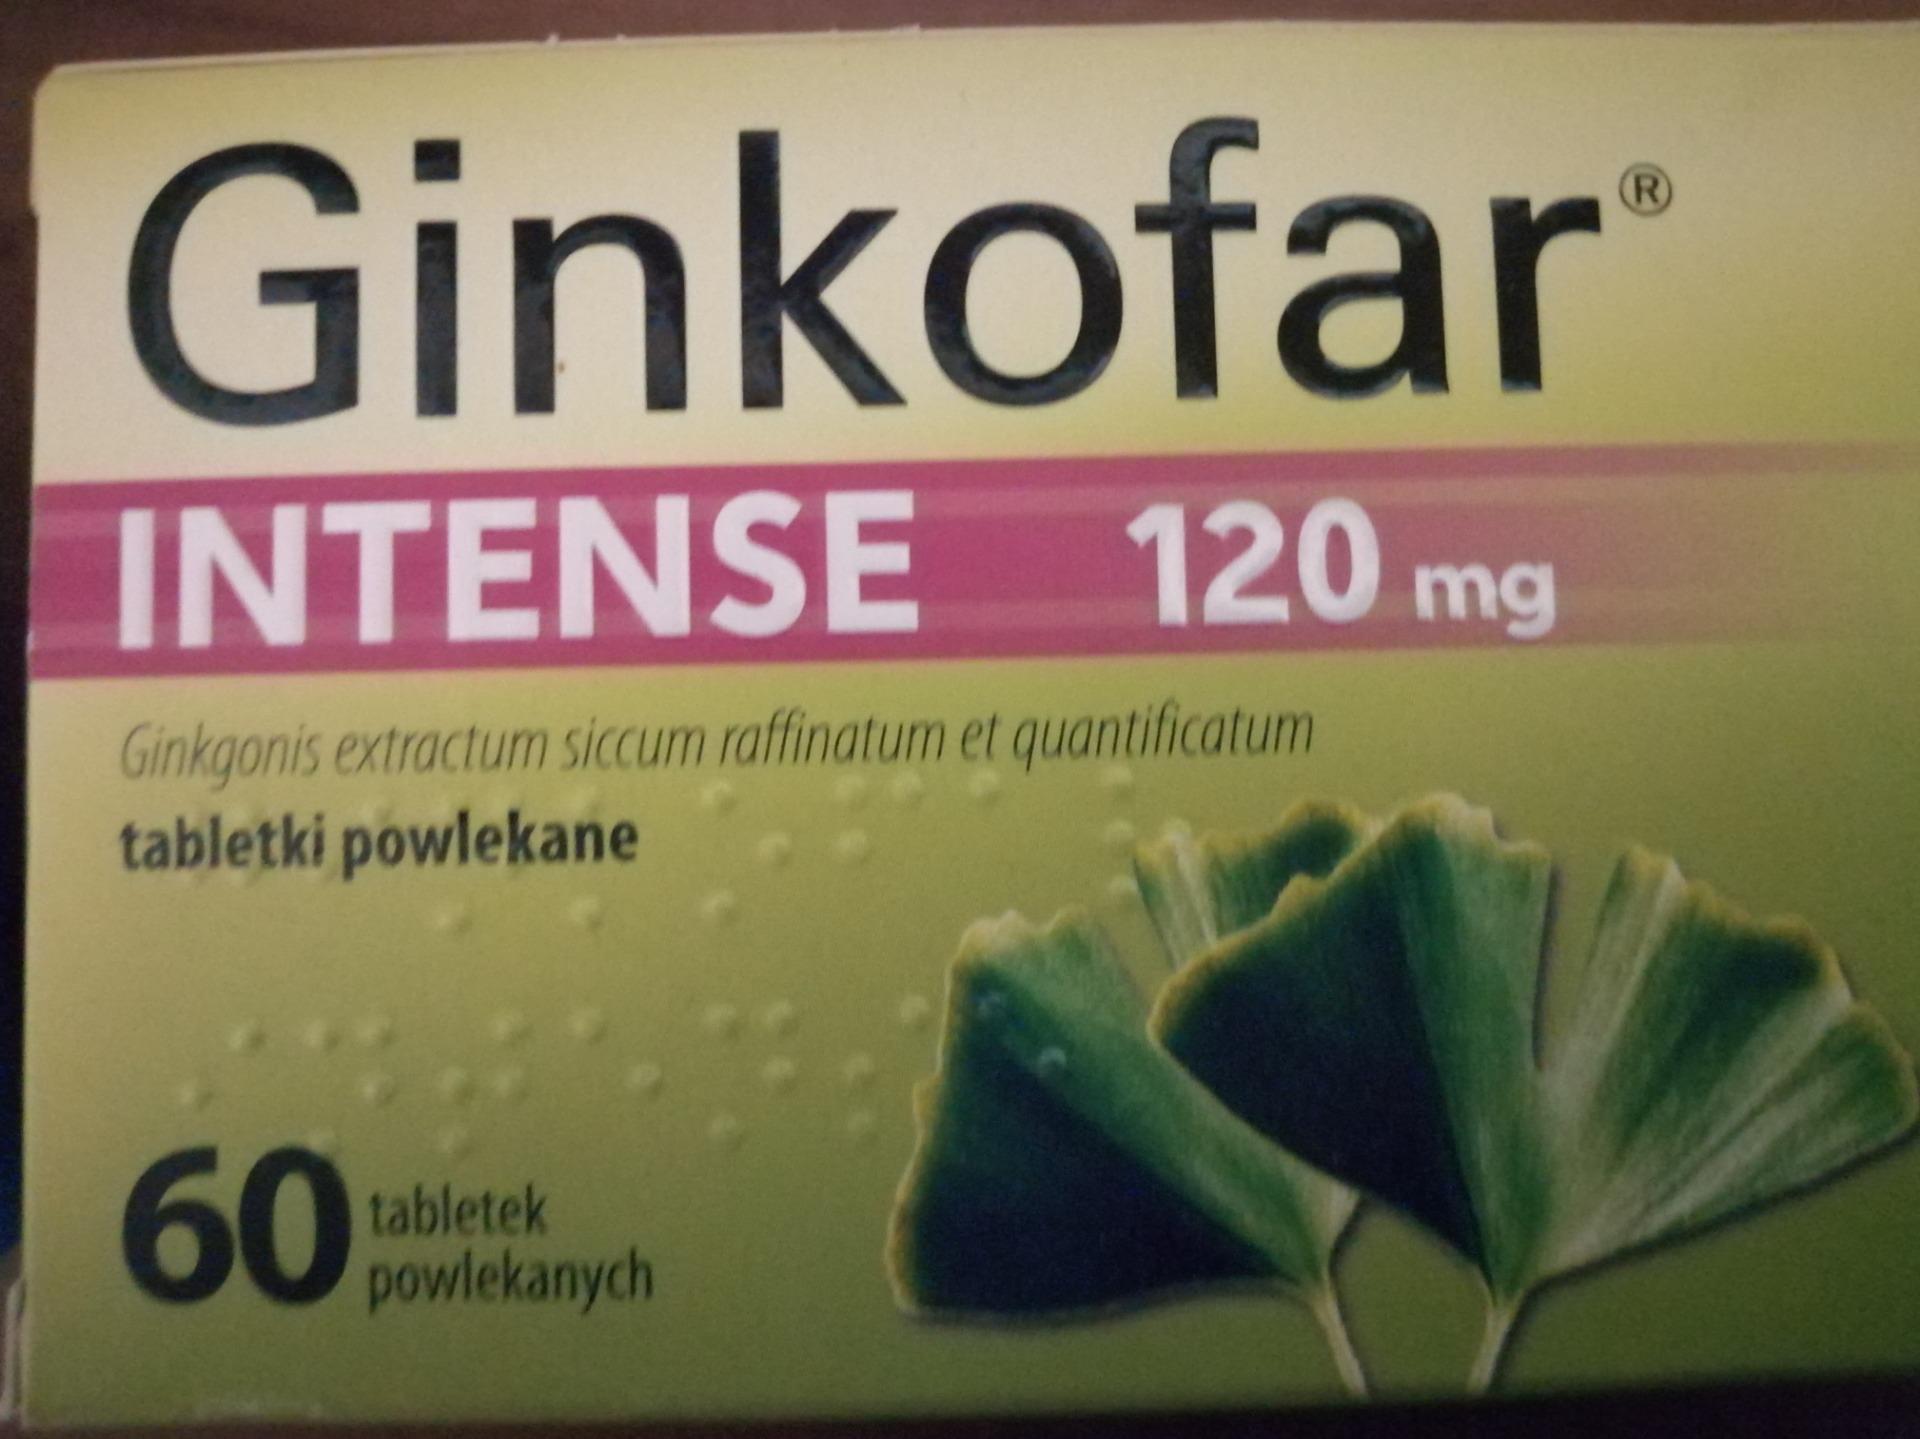 Ginkofar®
INTENSE 120 mg
Ginkgonis extractum siccum raffinatum et quantificatum
tabletki powlekane
60 tabletek
powlekanych